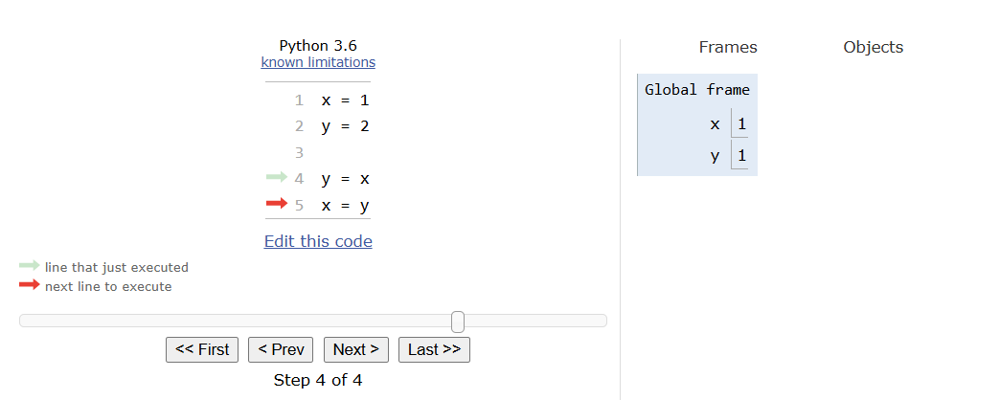 Python 3.6
known limitations
1 x = 1
2 y = 2
3
4 y = x
5 x = y
Edit this code
line that just executed
next line to execute
<< First < Prev Next > Last >>
Step 4 of 4
Frames Objects
Global frame
x 1
y 1